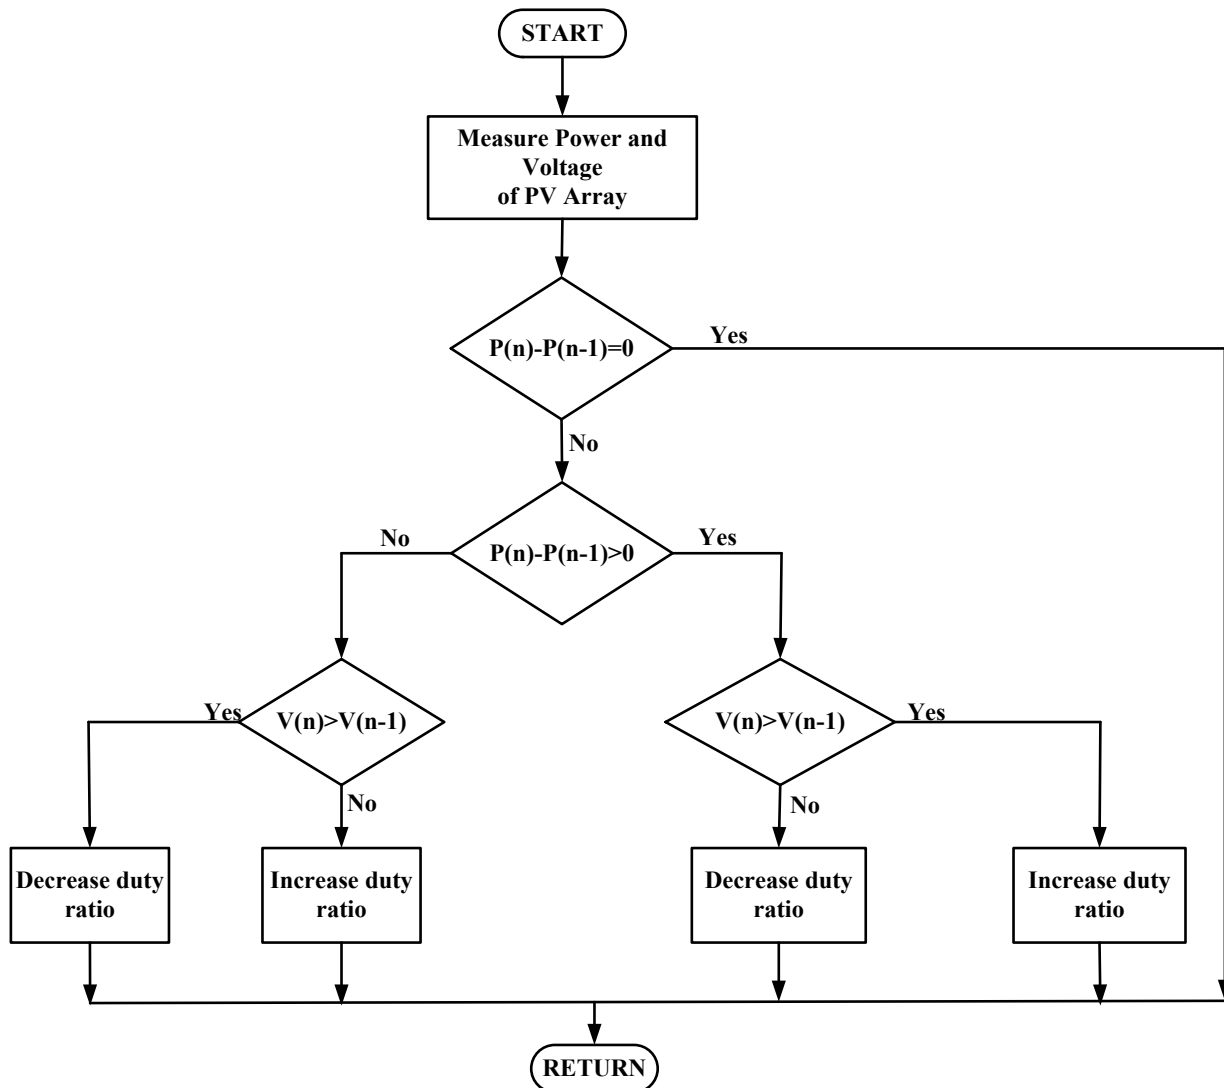 START
Measure Power and
Voltage
of PV Array
P(n)-P(n-1)=0
Yes
No
P(n)-P(n-1)>0
No
Yes
V(n)>V(n-1)
Yes
No
V(n)>V(n-1)
Yes
No
Decrease duty
ratio
Increase duty
ratio
Decrease duty
ratio
Increase duty
ratio
RETURN